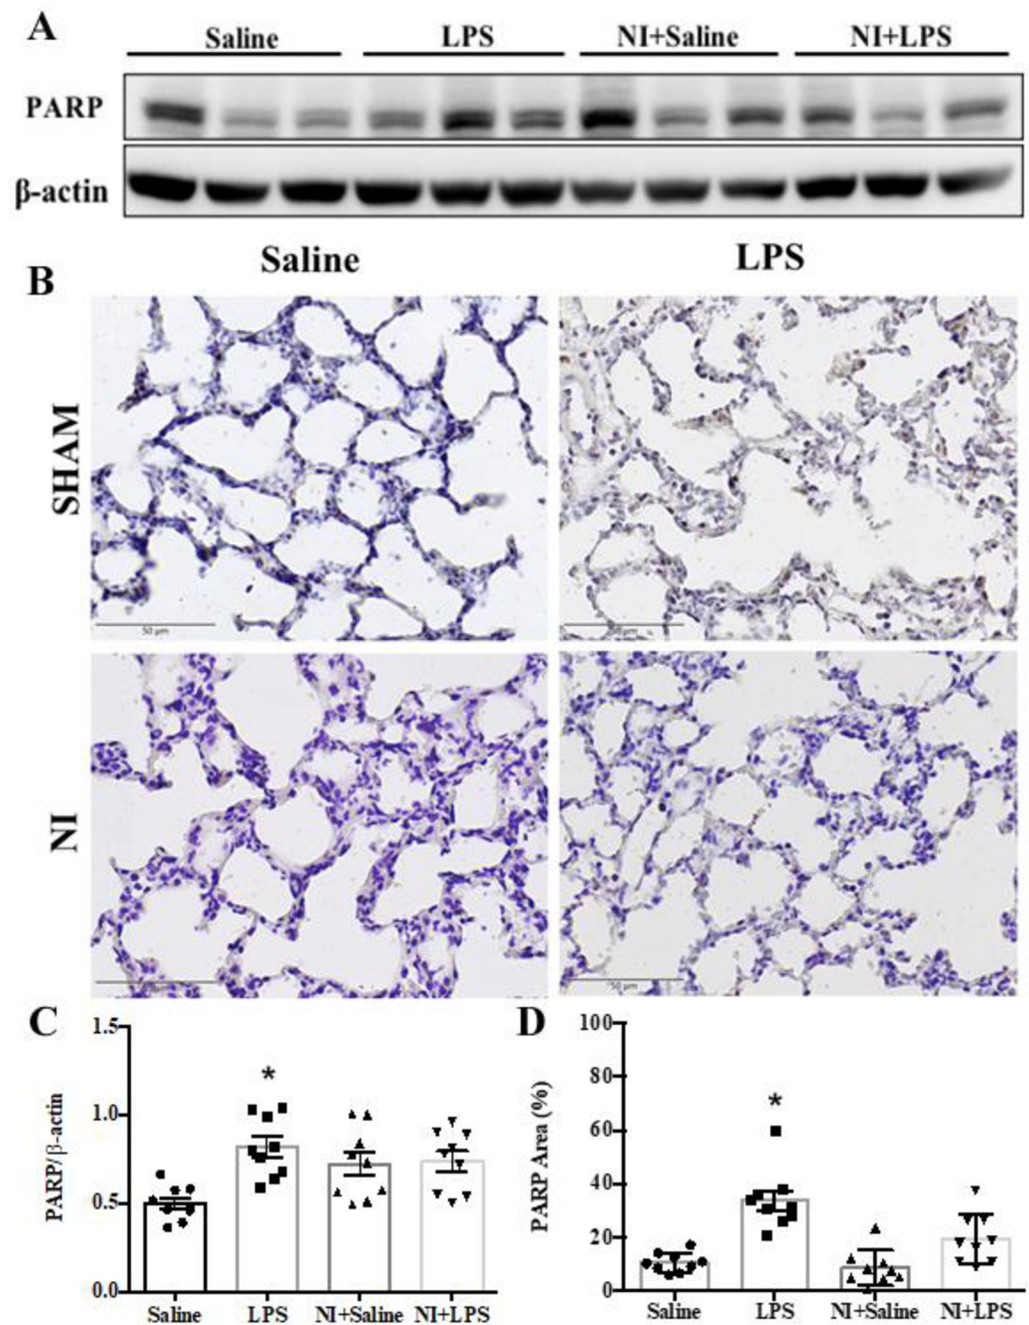 A
Saline LPS NI+Saline NI+LPS
PARP
β-actin
B
Saline LPS
SHAM
50 µm
NI
50 µm
C
1.5
1.0
0.5
0.0
PARP/β-actin
*
Saline LPS NI+Saline NI+LPS
D
100
80
60
40
20
0
PARP Area (%)
*
Saline LPS NI+Saline NI+LPS